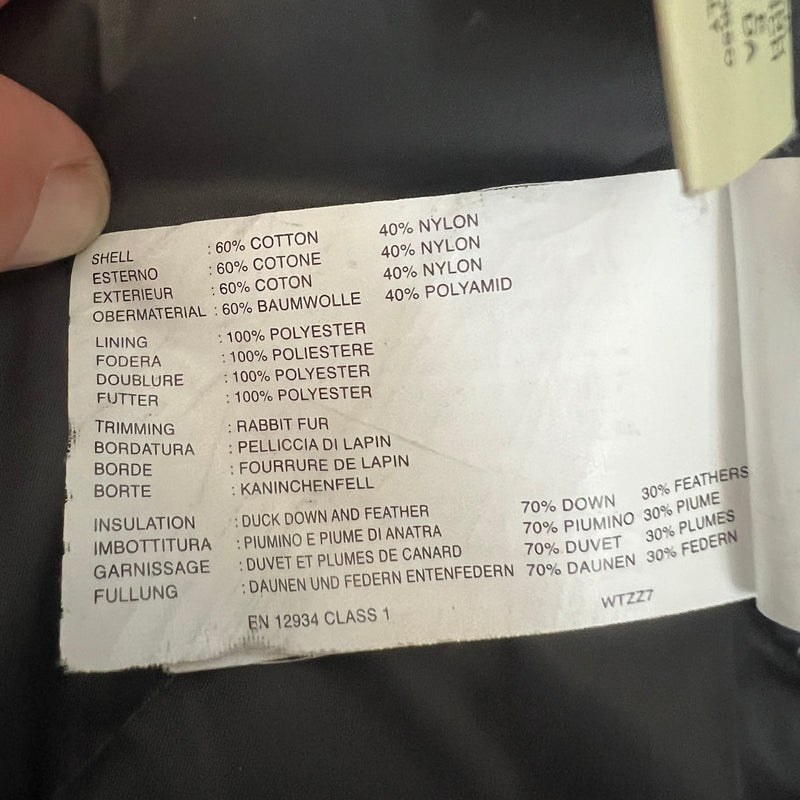 SHELL : 60% COTTON 40% NYLON
ESTERNO : 60% COTONE 40% NYLON
EXTERIEUR : 60% COTON 40% NYLON
OBERMATERIAL : 60% BAUMWOLLE 40% POLYAMID
LINING : 100% POLYESTER
FODERA : 100% POLIESTERE
DOUBLURE : 100% POLYESTER
FUTTER : 100% POLYESTER
TRIMMING : RABBIT FUR
BORDATURA : PELLICCIA DI LAPIN
BORDE : FOURRURE DE LAPIN
BORTE : KANINCHENFELL
INSULATION : DUCK DOWN AND FEATHER 70% DOWN 30% FEATHERS
IMBOTTITURA : PIUMINO E PIUME DI ANATRA 70% PIUMINO 30% PIUME
GARNISSAGE : DUVET ET PLUMES DE CANARD 70% DUVET 30% PLUMES
FULLUNG : DAUNEN UND FEDERN ENTENFEDERN 70% DAUNEN 30% FEDERN
EN 12934 CLASS 1 WTZZ7